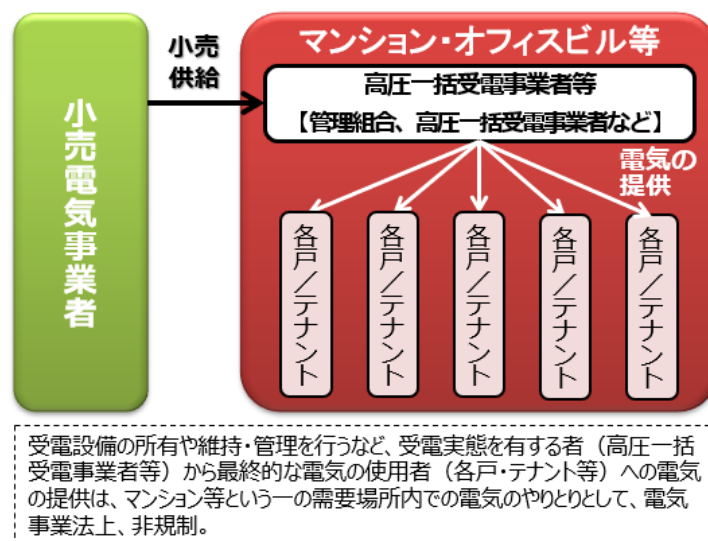 小売電気事業者
小売
供給
マンション・オフィスビル等
高圧一括受電事業者等
【管理組合、高圧一括受電事業者など】
電気の
提供
各戸／テナント
各戸／テナント
各戸／テナント
各戸／テナント
各戸／テナント
受電設備の所有や維持・管理を行うなど、受電実態を有する者（高圧一括
受電事業者等）から最終的な電気の使用者（各戸・テナント等）への電気
の提供は、マンション等という一の需要場所内での電気のやりとりとして、電気
事業法上、非規制。